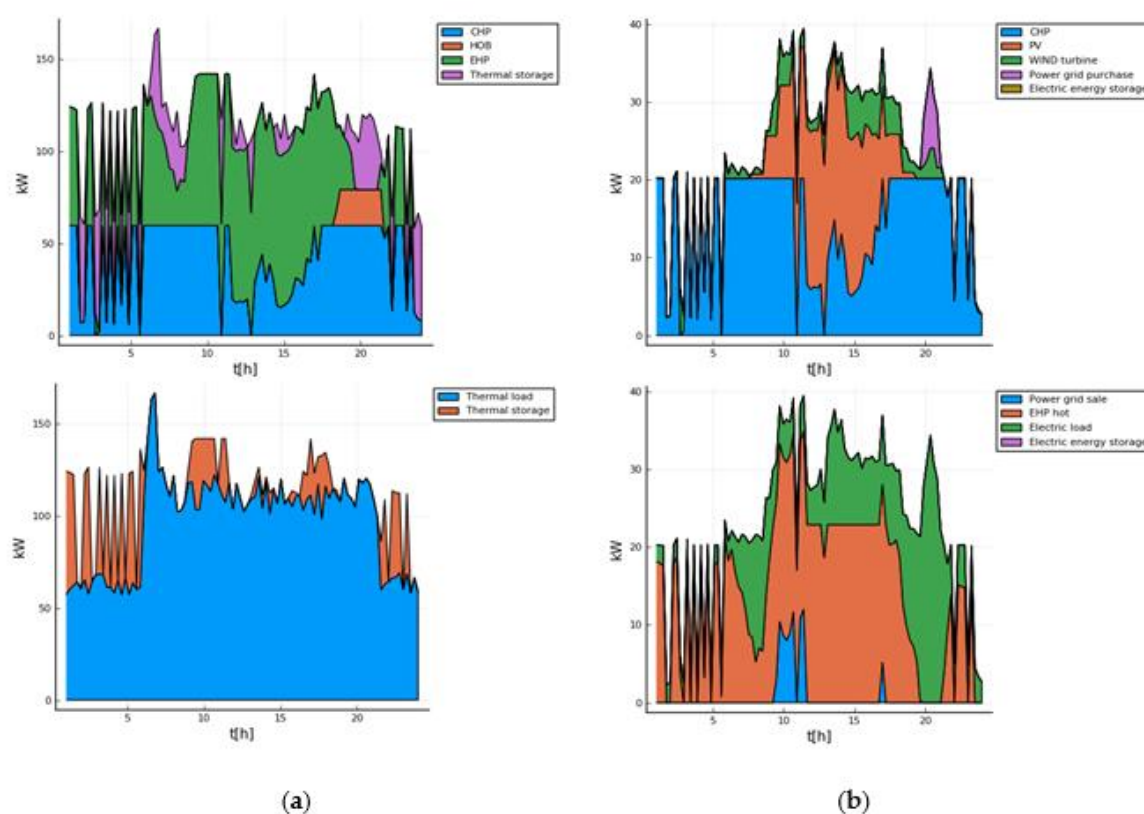 CHP
HOB
EHP
Thermal storage
150
100
50
0
kW
5
10
15
20
t[h]
CHP
PV
WIND turbine
Power grid purchase
Electric energy storage
40
30
20
10
0
kW
5
10
15
20
t[h]
Thermal load
Thermal storage
150
100
50
0
kW
5
10
15
20
t[h]
Power grid sale
EHP hot
Electric load
Electric energy storage
40
30
20
10
0
kW
5
10
15
20
t[h]
(a)
(b)